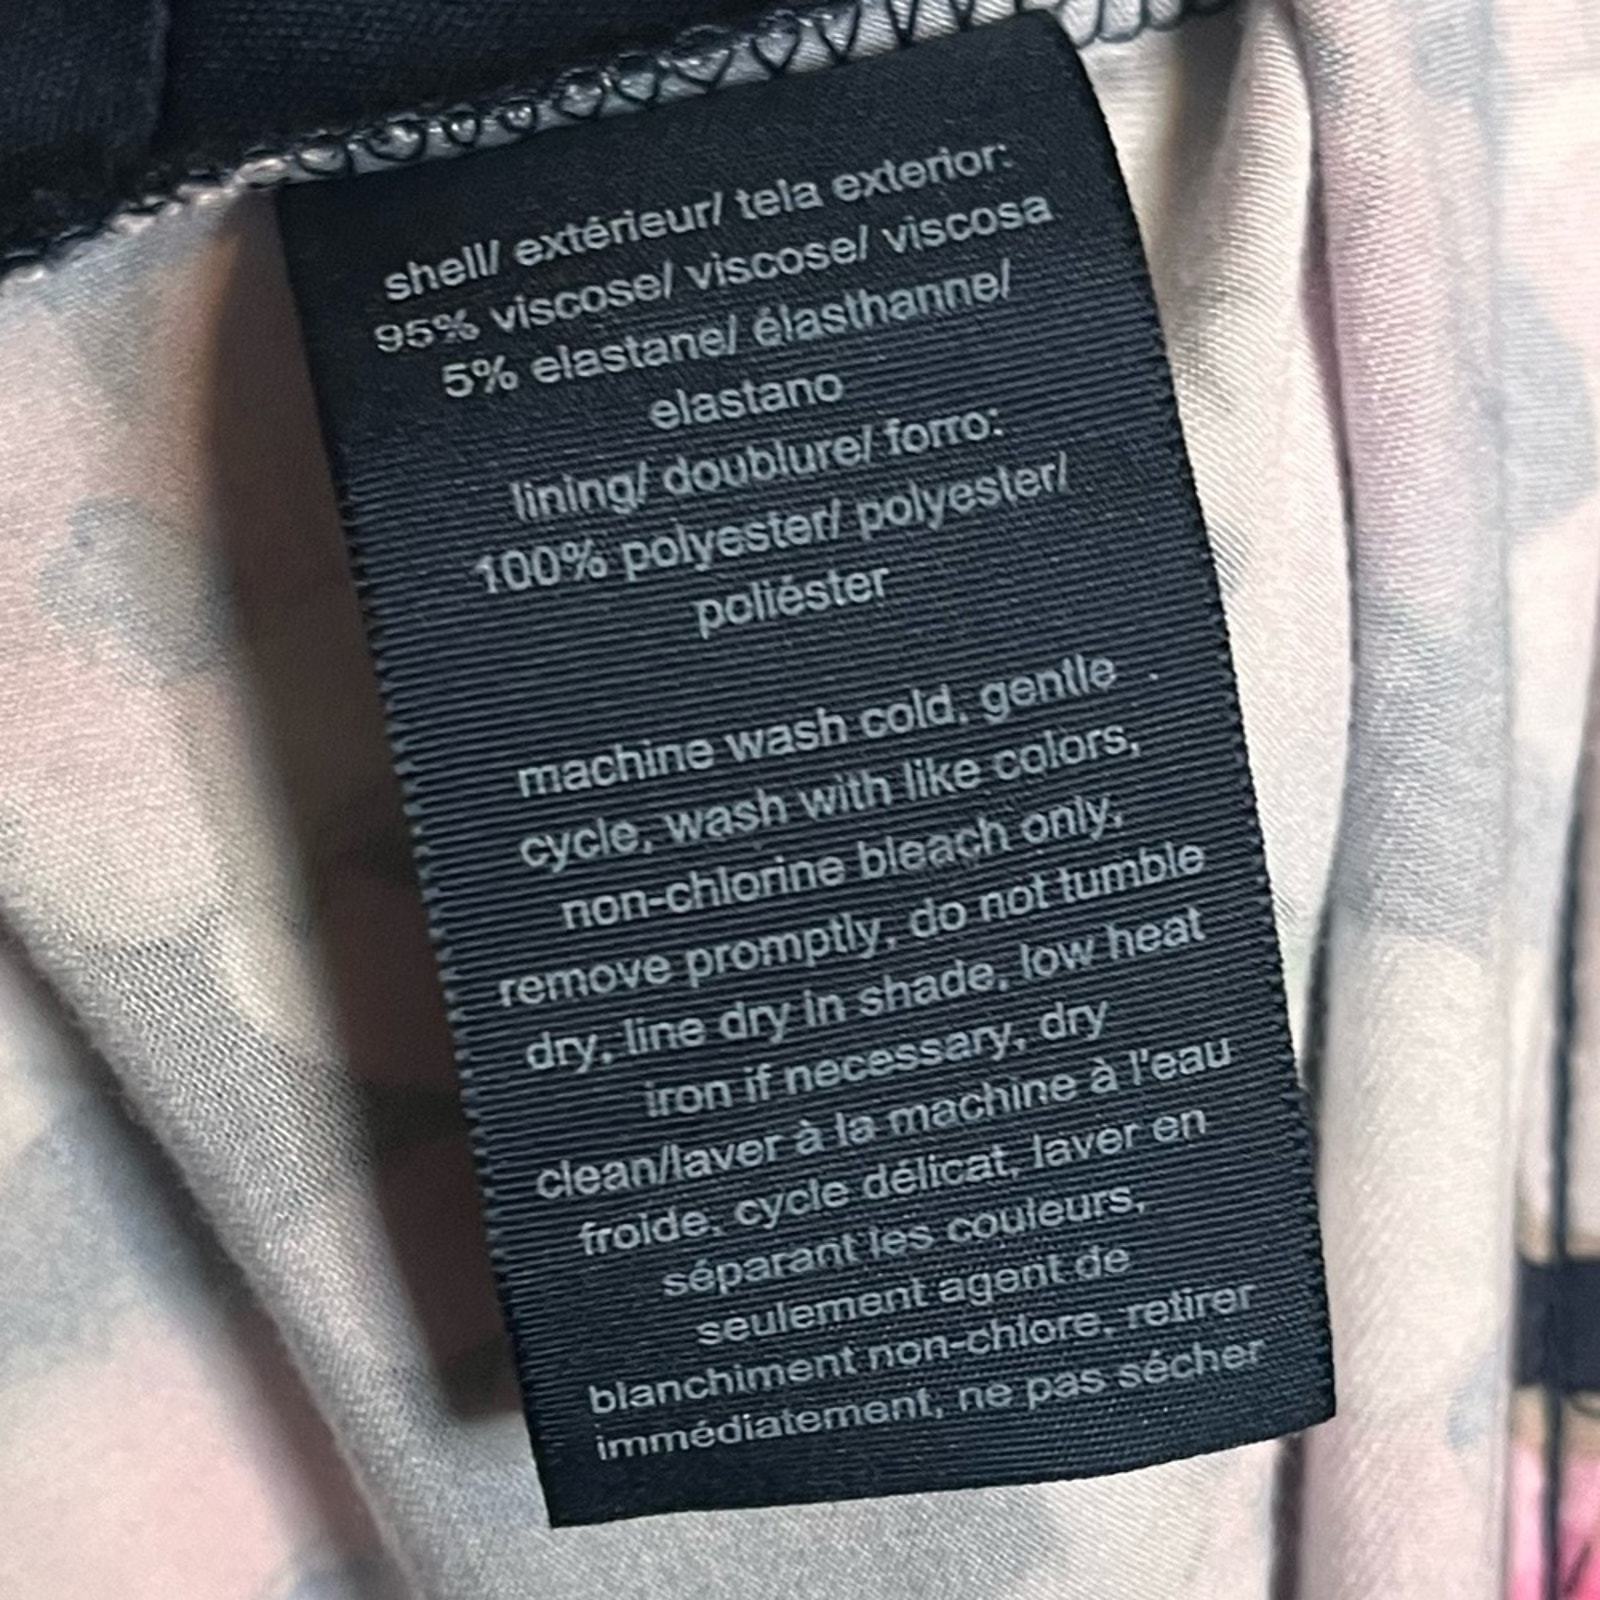 shell/ extérieur/ tela exterior:
95% viscose/ viscose/ viscosa
5% elastane/ élasthanne/
elastano
lining/ doublure/ forro:
100% polyester/ polyester/
poliéster
machine wash cold, gentle
cycle, wash with like colors,
non-chlorine bleach only,
remove promptly, do not tumble
dry, line dry in shade, low heat
iron if necessary, dry
clean/laver à la machine à l'eau
froide, cycle délicat, laver en
séparant les couleurs,
seulement agent de
blanchiment non-chlore, retirer
immédiatement, ne pas sécher